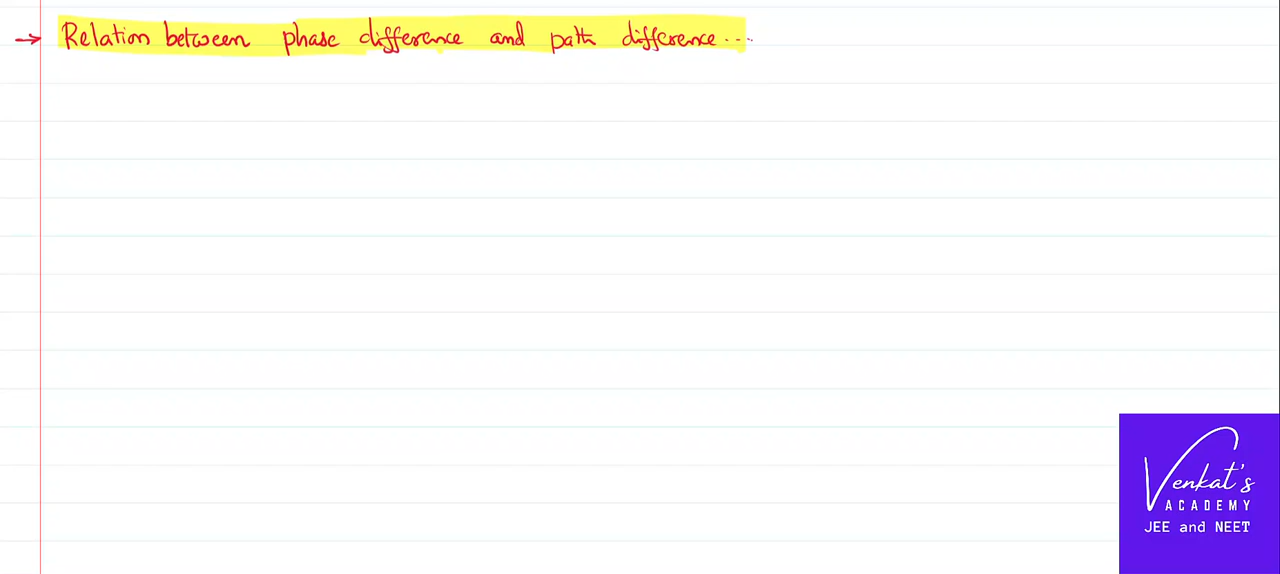 → Relation between phase difference and path difference...
Venkat's
ACADEMY
JEE and NEET